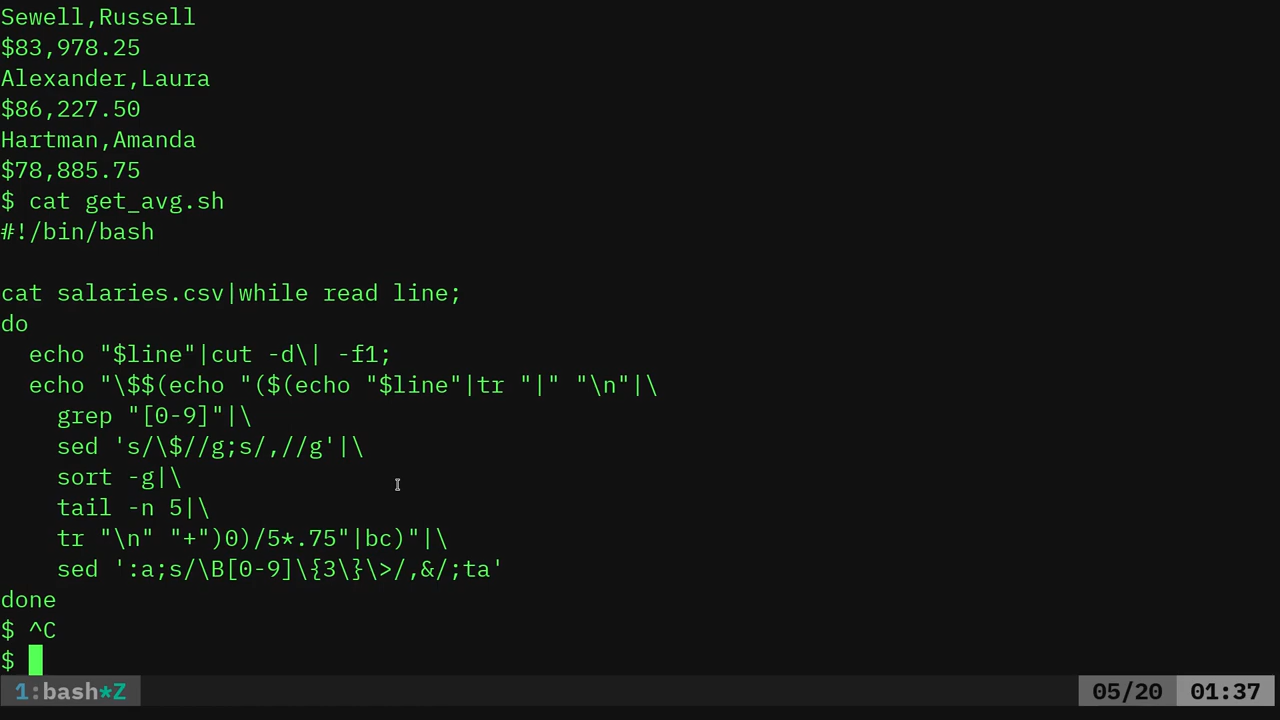 Sewell,Russell
$83,978.25
Alexander,Laura
$86,227.50
Hartman,Amanda
$78,885.75
$ cat get_avg.sh
#!/bin/bash

cat salaries.csv|while read line;
do
  echo "$line"|cut -d\| -f1;
  echo "\$$(echo "($(echo "$line"|tr "|" "\n"|\
    grep "[0-9]"|\
    sed 's/\$//g;s/,//g'|\
    sort -g|\
    tail -n 5|\
    tr "\n" "+")0)/5*.75"|bc)"|\
    sed ':a;s/\B[0-9]\{3\}\>/,&/;ta'
done
$ ^C
$
1:bash*Z 05/20 01:37